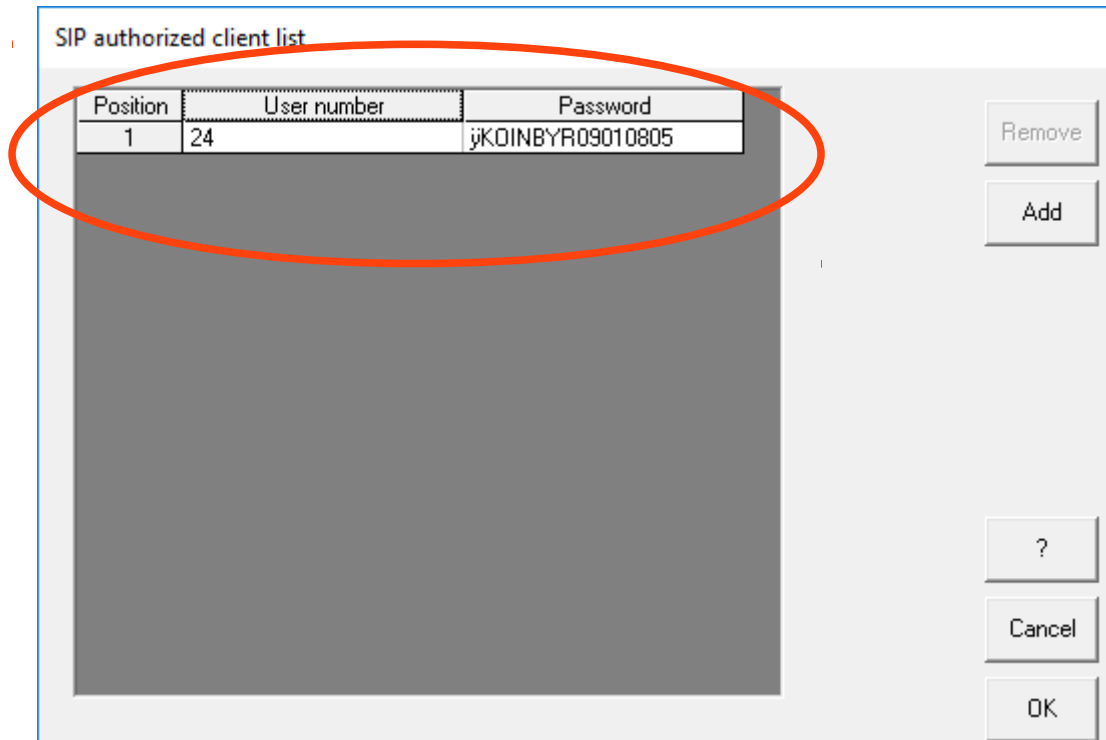 SIP authorized client list
Position User number Password
1 24 ÿKOINBYR09010805
Remove
Add
?
Cancel
OK